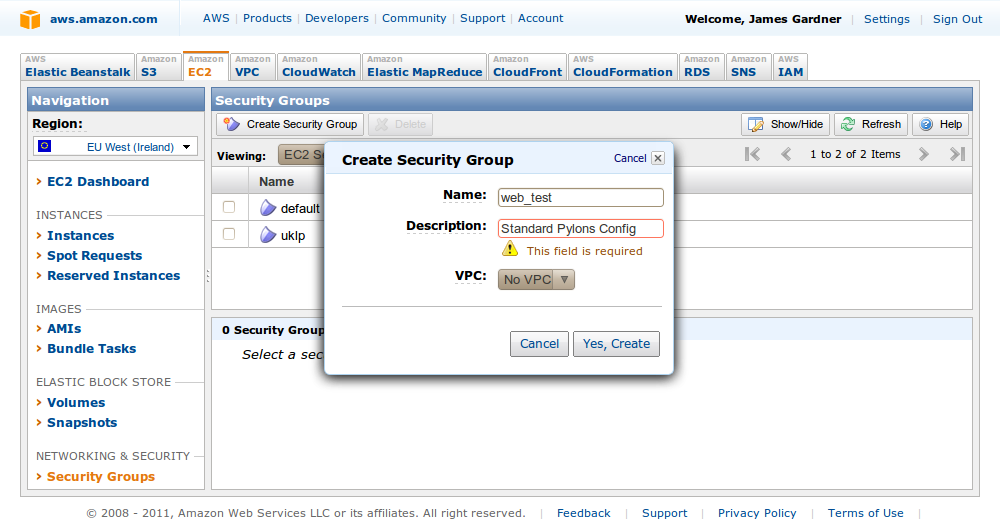 aws.amazon.com
AWS | Products | Developers | Community | Support | Account
Welcome, James Gardner | Settings | Sign Out
AWS Elastic Beanstalk
Amazon S3
Amazon EC2
Amazon VPC
Amazon CloudWatch
Amazon Elastic MapReduce
Amazon CloudFront
AWS CloudFormation
Amazon RDS
Amazon SNS
AWS IAM
Navigation
Region:
EU West (Ireland)
EC2 Dashboard
INSTANCES
Instances
Spot Requests
Reserved Instances
IMAGES
AMIs
Bundle Tasks
ELASTIC BLOCK STORE
Volumes
Snapshots
NETWORKING & SECURITY
Security Groups
Security Groups
Create Security Group
Delete
Show/Hide
Refresh
Help
Viewing:
EC2 S
1 to 2 of 2 Items
Name
default
uklp
0 Security Group
Select a sec
Create Security Group
Cancel
Name:
web_test
Description:
Standard Pylons Config
This field is required
VPC:
No VPC
Cancel
Yes, Create
© 2008 - 2011, Amazon Web Services LLC or its affiliates. All right reserved. | Feedback | Support | Privacy Policy | Terms of Use |